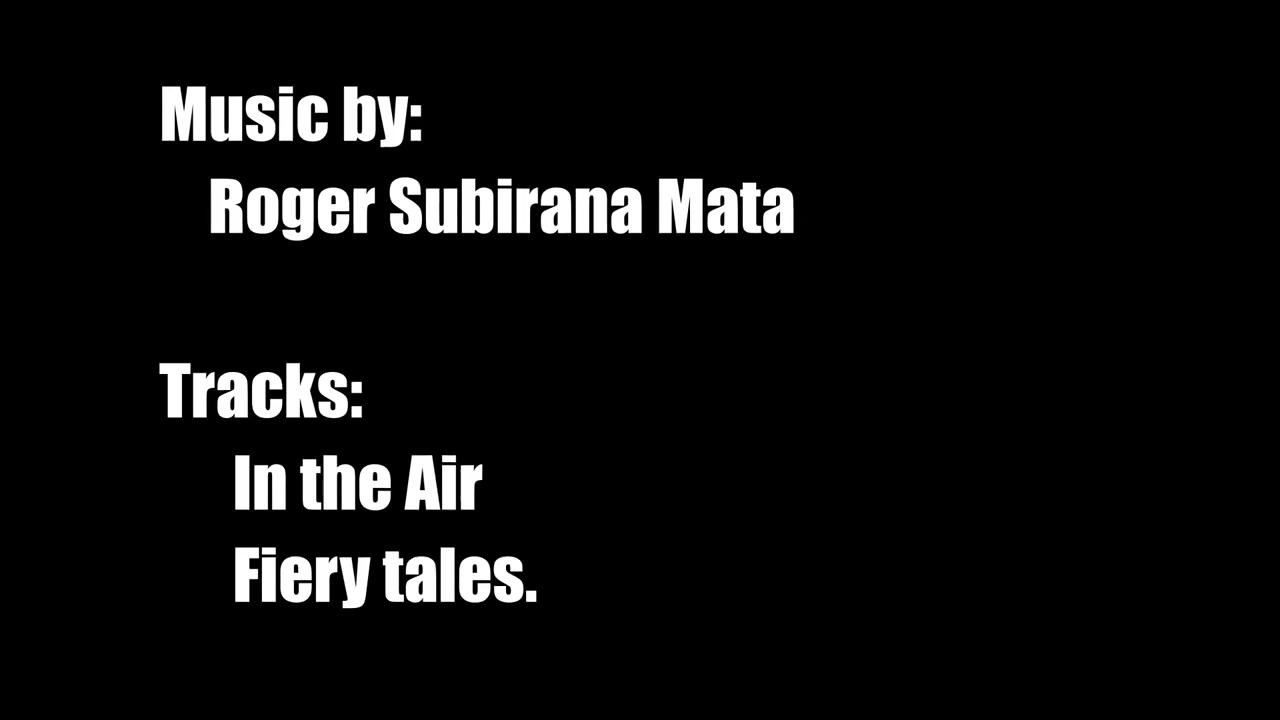 Music by:
Roger Subirana Mata
Tracks:
In the Air
Fiery tales.